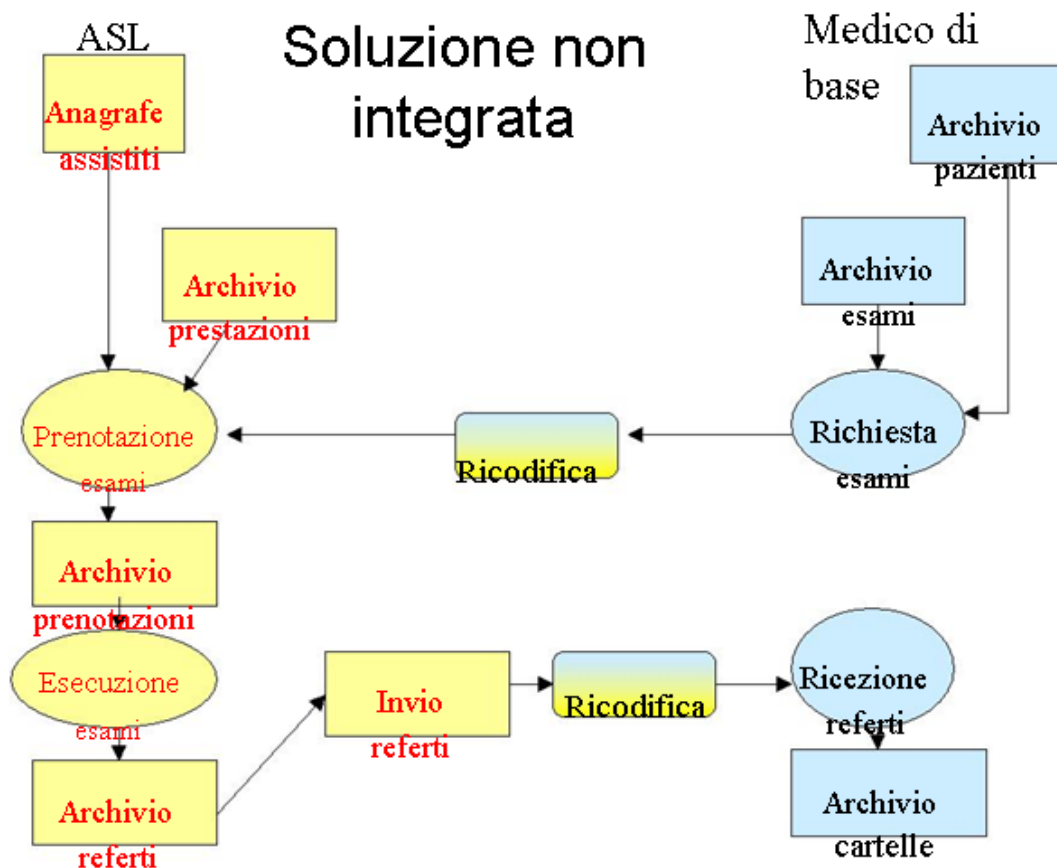 ASL
Soluzione non
integrata
Medico di
base
Anagrafe
assistiti
Archivio
pazienti
Archivio
prestazioni
Archivio
esami
Prenotazione
esami
Ricodifica
Richiesta
esami
Archivio
prenotazioni
Esecuzione
esami
Invio
referti
Ricodifica
Ricezione
referti
Archivio
referti
Archivio
cartelle